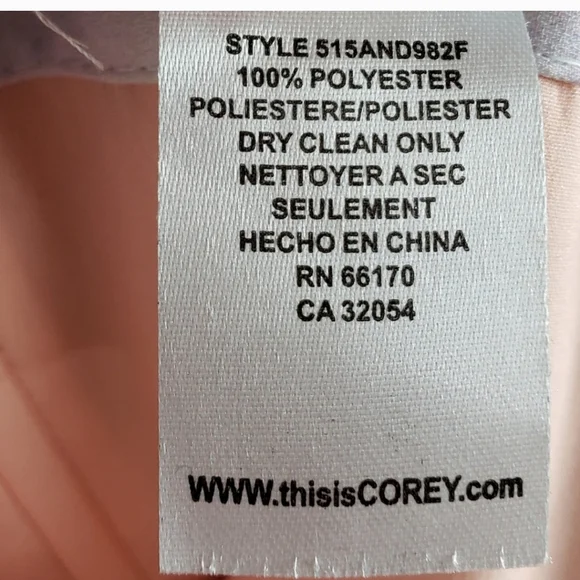 STYLE 515AND982F
100% POLYESTER
POLIESTERE/POLIESTER
DRY CLEAN ONLY
NETTOYER A SEC
SEULEMENT
HECHO EN CHINA
RN 66170
CA 32054
WWW.thisisCOREY.com